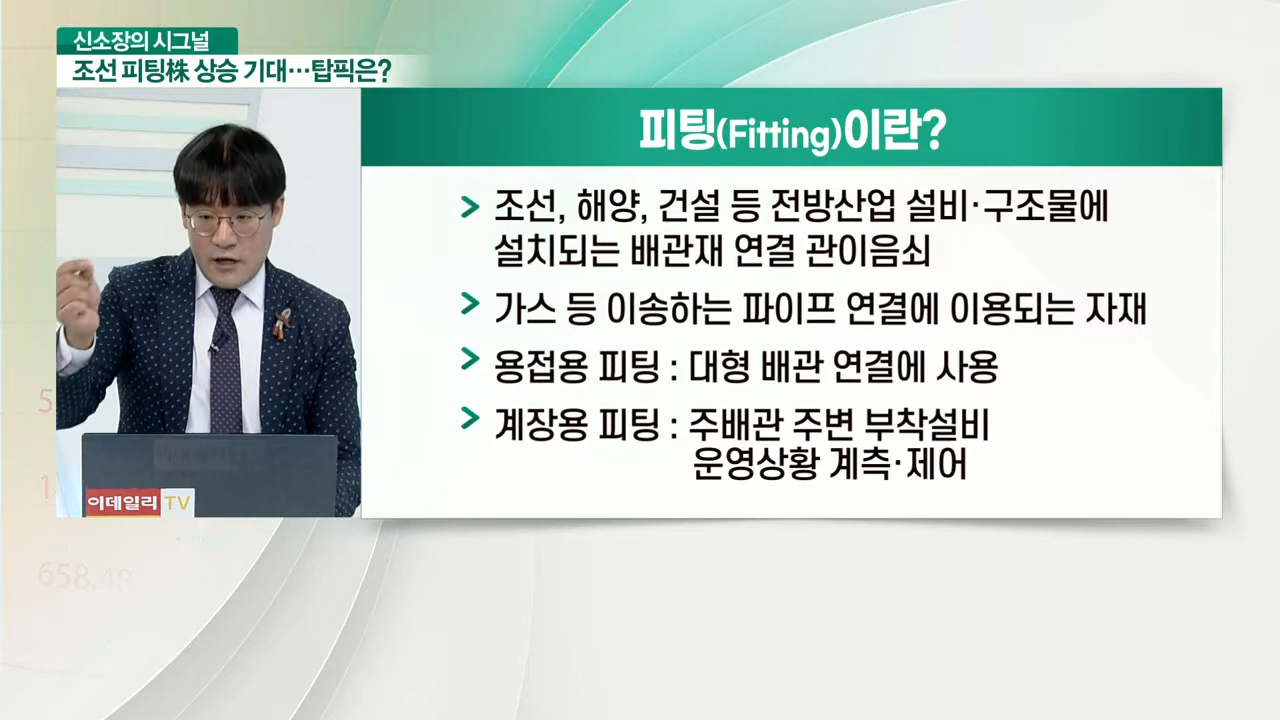 신소장의 시그널
조선 피팅株 상승 기대…탑픽은?
피팅(Fitting)이란?
> 조선, 해양, 건설 등 전방산업 설비·구조물에
설치되는 배관재 연결 관이음쇠
> 가스 등 이송하는 파이프 연결에 이용되는 자재
> 용접용 피팅 : 대형 배관 연결에 사용
> 계장용 피팅 : 주배관 주변 부착설비
운영상황 계측·제어
이데일리 TV
658.48